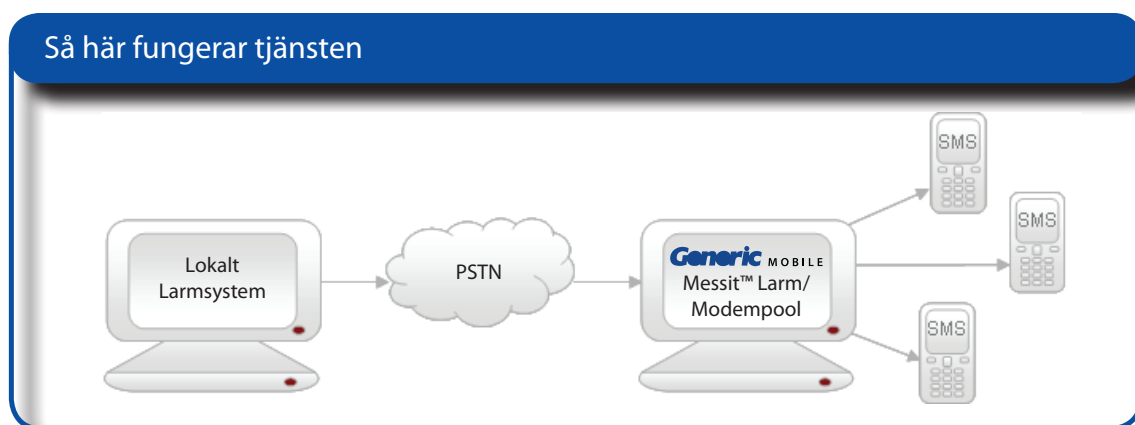 Så här fungerar tjänsten
Lokalt
Larmsystem
PSTN
Generic MOBILE
Messit™ Larm/
Modempool
SMS
SMS
SMS